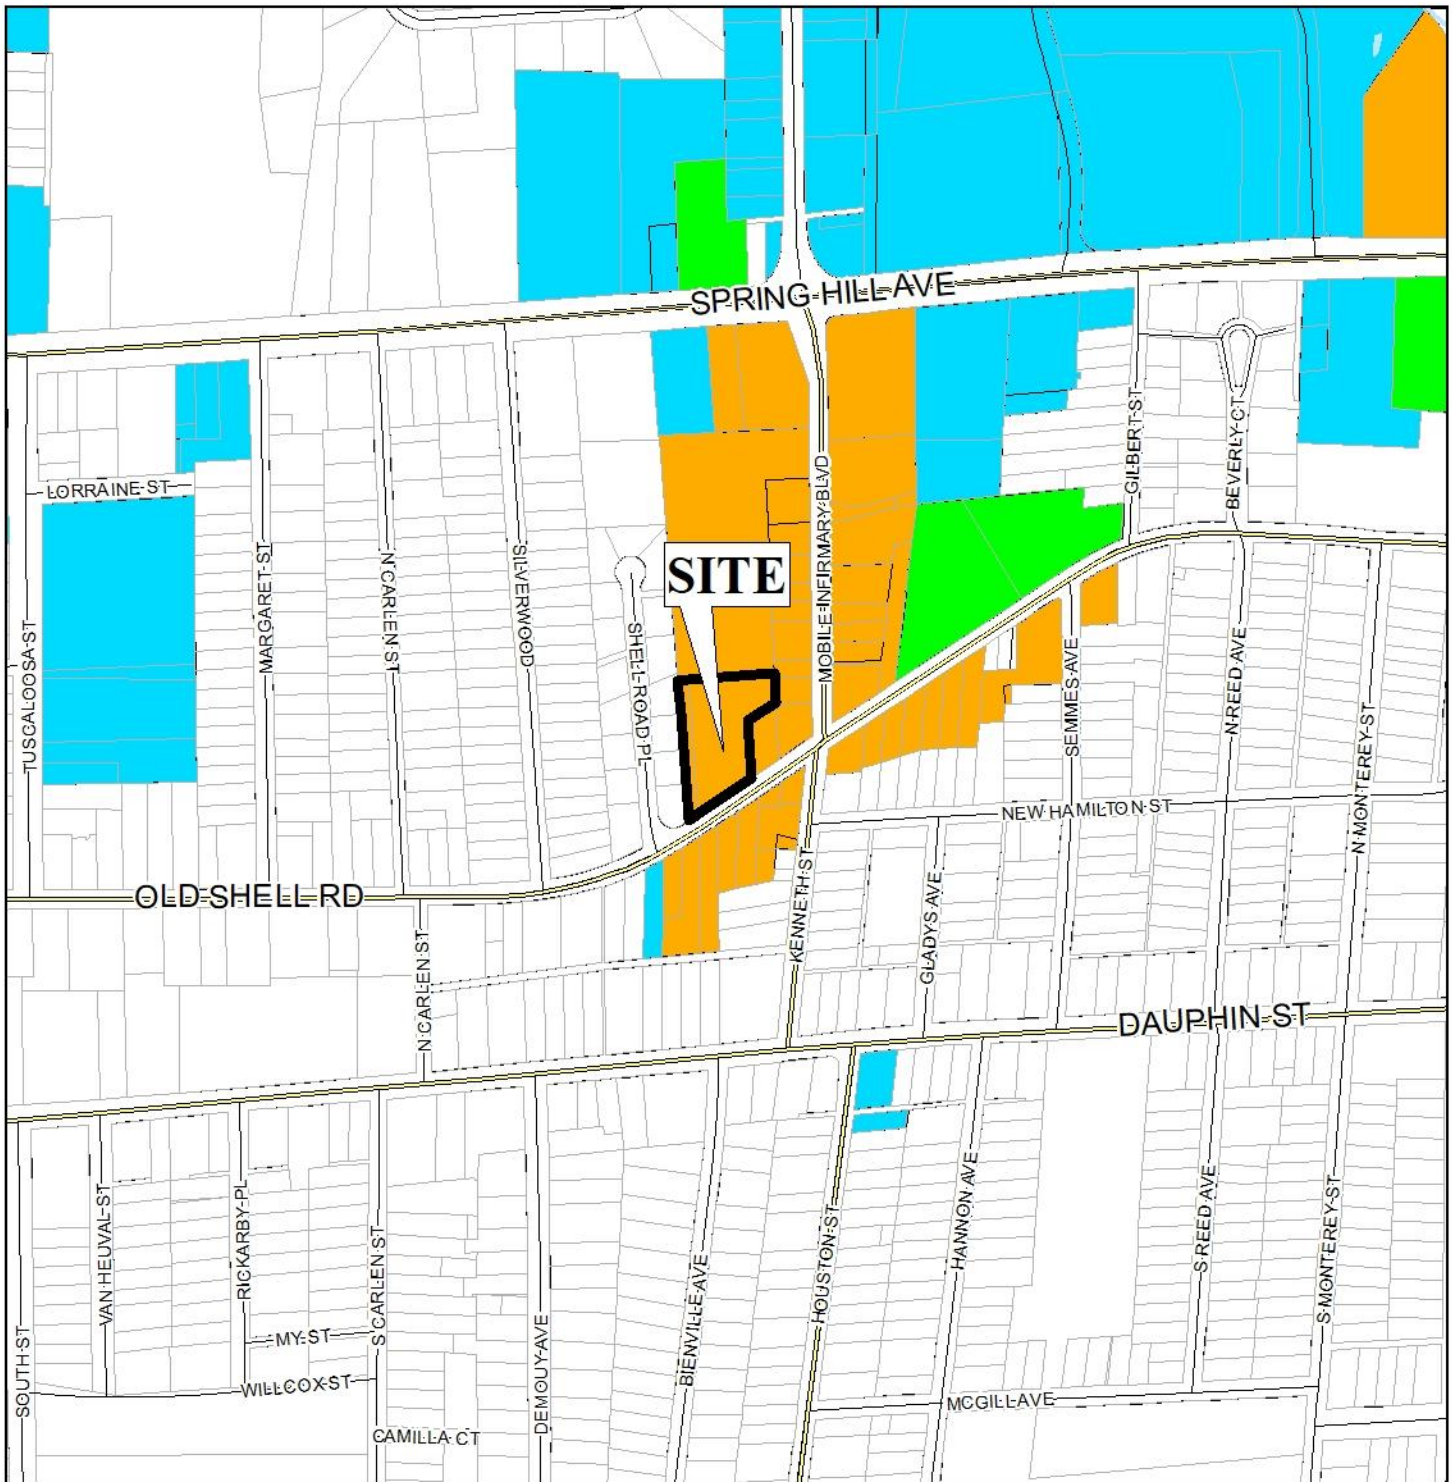 SPRING HILL AVE
LORRAINE ST
TUSCALOOSA ST
MARGARET ST
N CARLEN ST
SILVERWOOD
SHELL ROAD PL
SITE
MOBILE INFIRMARY BLVD
GILBERT ST
BEVERLY CT
SEMMES AVE
N REED AVE
N MONTEREY ST
NEW HAMILTON ST
OLD SHELL RD
N CARLEN ST
KENNETH ST
GLADYS AVE
DAUPHIN ST
SOUTH ST
VAN HEUVAL ST
RICKARBY PL
S CARLEN ST
MY ST
WILLCOX ST
CAMILLA CT
DEMOUY AVE
BIENVILLE AVE
HOUSTON ST
HANNON AVE
S REED AVE
S MONTEREY ST
MCGILL AVE